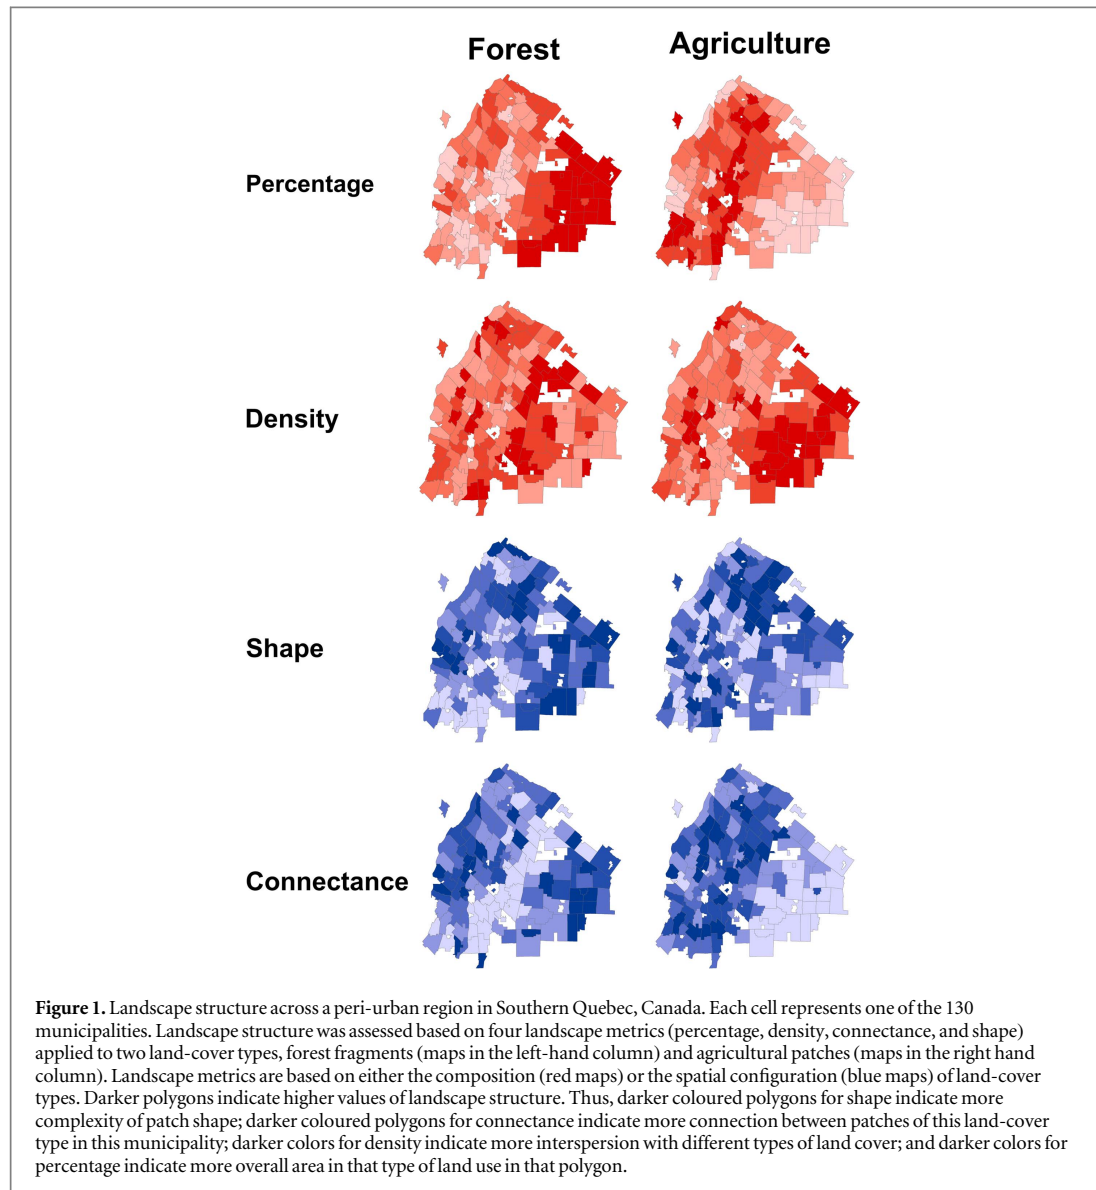 Forest
Agriculture
Percentage
Density
Shape
Connectance
Figure 1. Landscape structure across a peri-urban region in Southern Quebec, Canada. Each cell represents one of the 130
municipalities. Landscape structure was assessed based on four landscape metrics (percentage, density, connectance, and shape)
applied to two land-cover types, forest fragments (maps in the left-hand column) and agricultural patches (maps in the right hand
column). Landscape metrics are based on either the composition (red maps) or the spatial configuration (blue maps) of land-cover
types. Darker polygons indicate higher values of landscape structure. Thus, darker coloured polygons for shape indicate more
complexity of patch shape; darker coloured polygons for connectance indicate more connection between patches of this land-cover
type in this municipality; darker colors for density indicate more interspersion with different types of land cover; and darker colors for
percentage indicate more overall area in that type of land use in that polygon.